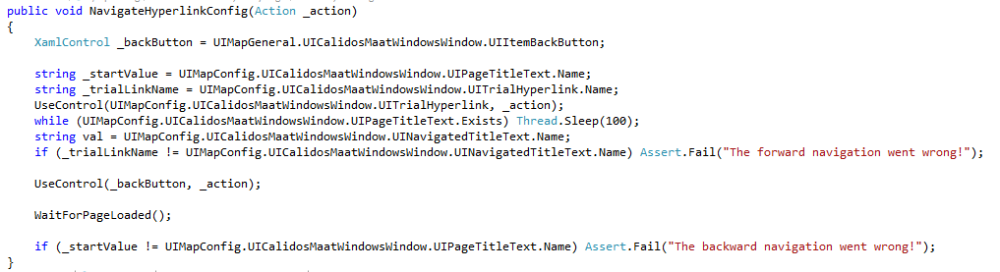 public void NavigateHyperlinkConfig(Action _action)
{
XamlControl _backButton = UIMapGeneral.UICalidosMaatWindowsWindow.UIItemBackButton;
string _startValue = UIMapConfig.UICalidosMaatWindowsWindow.UIPageTitleText.Name;
string _trialLinkName = UIMapConfig.UICalidosMaatWindowsWindow.UITrialHyperlink.Name;
UseControl(UIMapConfig.UICalidosMaatWindowsWindow.UITrialHyperlink, _action);
while (UIMapConfig.UICalidosMaatWindowsWindow.UIPageTitleText.Exists) Thread.Sleep(100);
string val = UIMapConfig.UICalidosMaatWindowsWindow.UINavigatedTitleText.Name;
if (_trialLinkName != UIMapConfig.UICalidosMaatWindowsWindow.UINavigatedTitleText.Name) Assert.Fail("The forward navigation went wrong!");
UseControl(_backButton, _action);
WaitForPageLoaded();
if (_startValue != UIMapConfig.UICalidosMaatWindowsWindow.UIPageTitleText.Name) Assert.Fail("The backward navigation went wrong!");
}